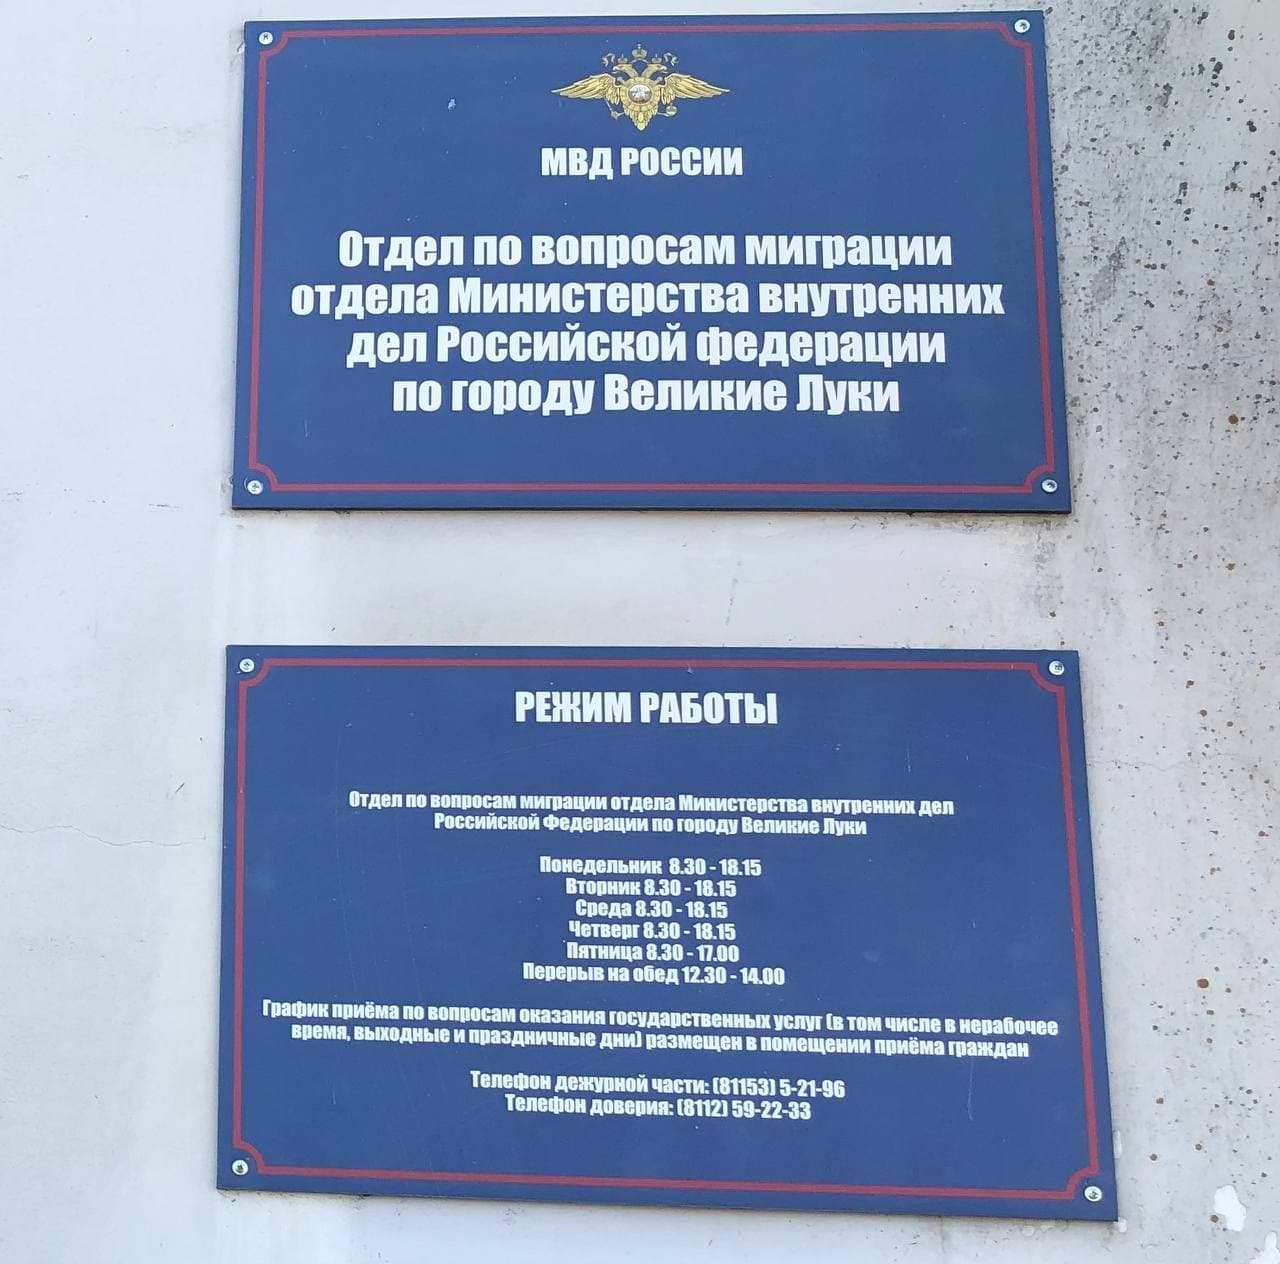 МВД РОССИИ
Отдел по вопросам миграции
отдела Министерства внутренних
дел Российской федерации
по городу Великие Луки
РЕЖИМ РАБОТЫ
Отдел по вопросам миграции отдела Министерства внутренних дел
Российской Федерации по городу Великие Луки
Понедельник 8.30 - 18.15
Вторник 8.30 - 18.15
Среда 8.30 - 18.15
Четверг 8.30 - 18.15
Пятница 8.30 - 17.00
Перерыв на обед 12.30 - 14.00
График приёма по вопросам оказания государственных услуг (в том числе в нерабочее
время, выходные и праздничные дни) размещен в помещении приёма граждан
Телефон дежурной части: (81153) 5-21-96
Телефон доверия: (8112) 59-22-33